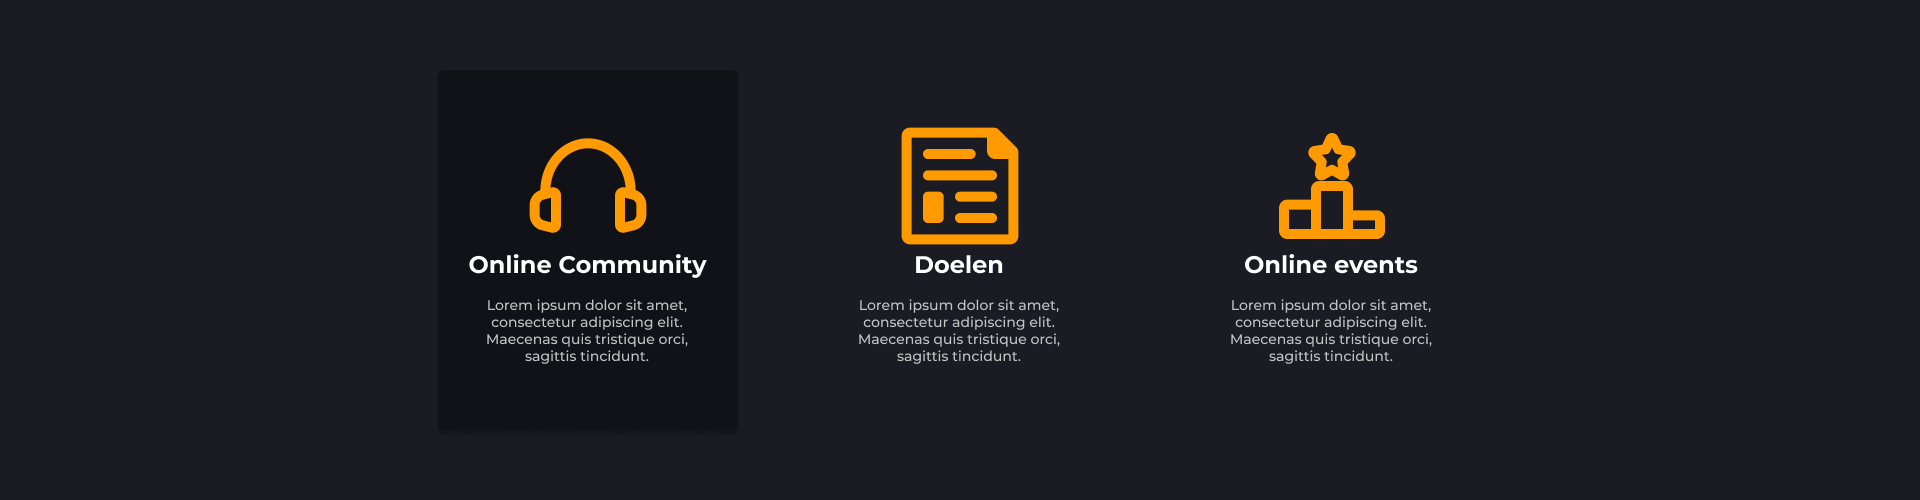 Online Community
Lorem ipsum dolor sit amet,
consectetur adipiscing elit.
Maecenas quis tristique orci,
sagittis tincidunt.
Doelen
Lorem ipsum dolor sit amet,
consectetur adipiscing elit.
Maecenas quis tristique orci,
sagittis tincidunt.
Online events
Lorem ipsum dolor sit amet,
consectetur adipiscing elit.
Maecenas quis tristique orci,
sagittis tincidunt.